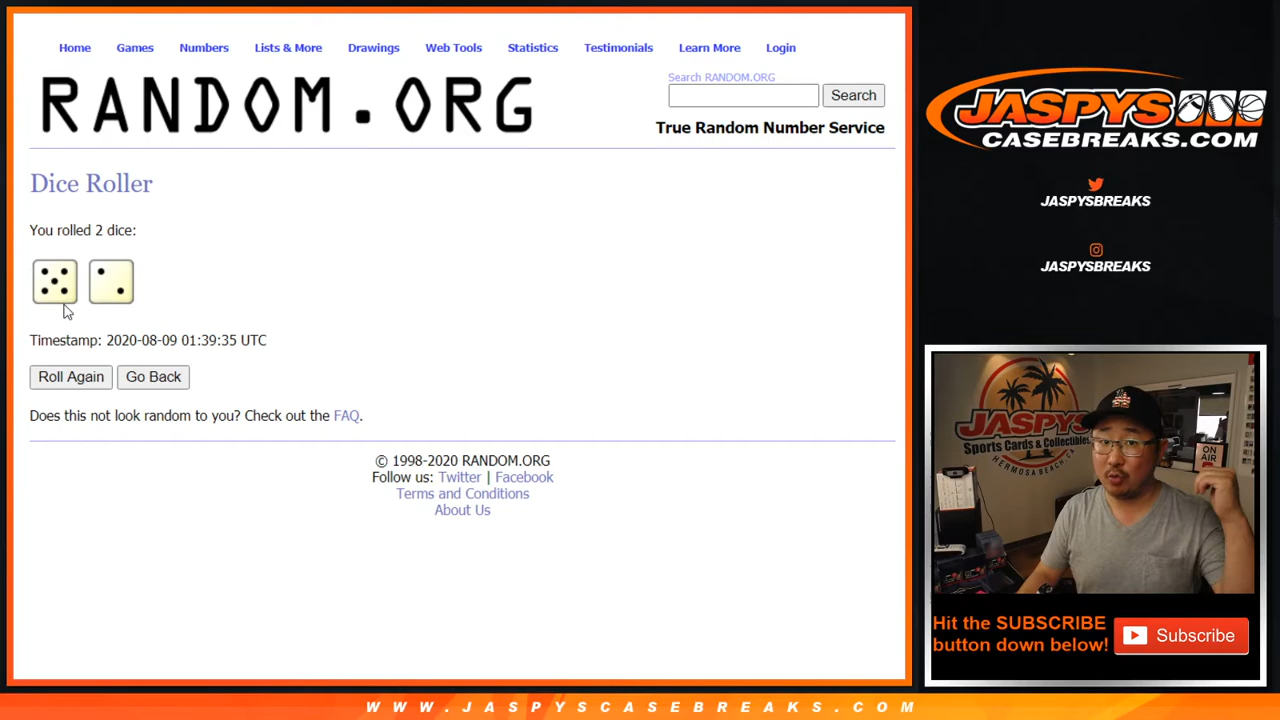 Home Games Numbers Lists & More Drawings Web Tools Statistics Testimonials Learn More Login
RANDOM.ORG
Search RANDOM.ORG
Search
True Random Number Service
Dice Roller
You rolled 2 dice:
Timestamp: 2020-08-09 01:39:35 UTC
Roll Again Go Back
Does this not look random to you? Check out the FAQ.
© 1998-2020 RANDOM.ORG
Follow us: Twitter | Facebook
Terms and Conditions
About Us
JASPYS
CASEBREAKS.COM
JASPYSBREAKS
JASPYSBREAKS
JASPYS
Sports Cards & Collectibles
HERMOSA BEACH, CA
ON AIR
Hit the SUBSCRIBE
button down below!
Subscribe
WWW.JASPYSCASEBREAKS.COM